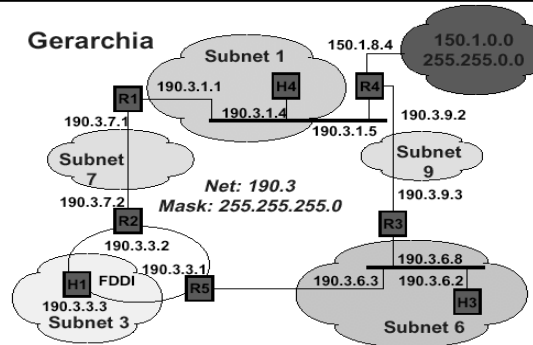 Gerarchia
150.1.8.4
150.1.0.0
255.255.0.0
Subnet 1
R1
190.3.1.1
H4
R4
190.3.1.4
190.3.1.5
190.3.9.2
190.3.7.1
Subnet
7
Subnet
9
Net: 190.3
Mask: 255.255.255.0
190.3.7.2
190.3.9.3
R2
R3
190.3.3.2
190.3.3.1
190.3.6.8
H1
FDDI
R5
190.3.6.3
190.3.6.2
H3
190.3.3.3
Subnet 3
Subnet 6